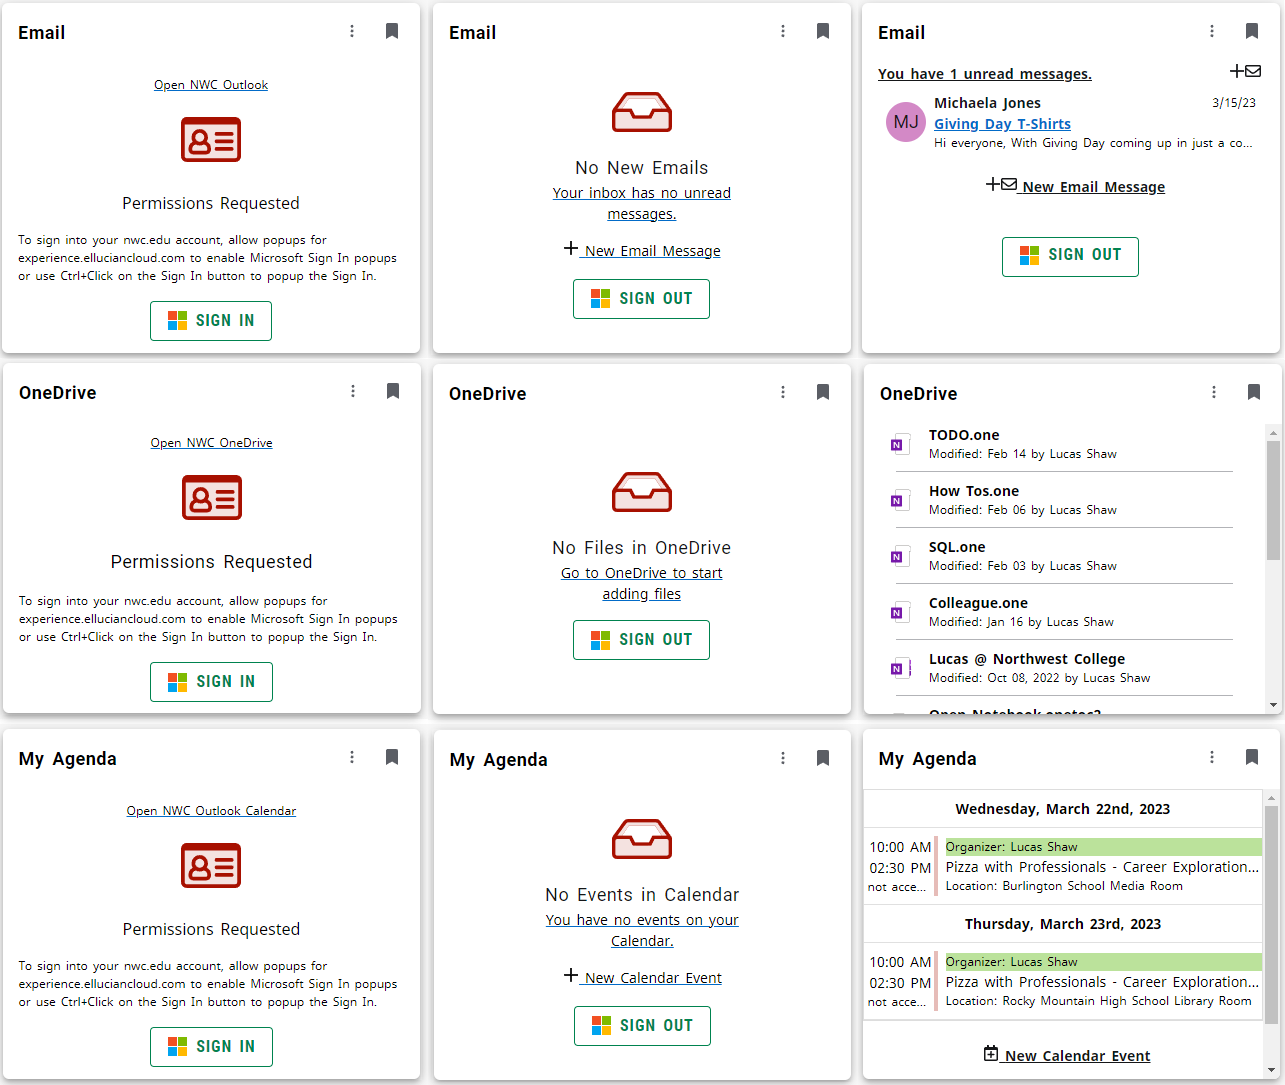 Email
Open NWC Outlook
Permissions Requested
To sign into your nwc.edu account, allow popups for
experience.elluciancloud.com to enable Microsoft Sign In popups
or use Ctrl+Click on the Sign In button to popup the Sign In.
SIGN IN
Email
No New Emails
Your inbox has no unread
messages.
New Email Message
SIGN OUT
Email
You have 1 unread messages.
MJ
Michaela Jones
3/15/23
Giving Day T-Shirts
Hi everyone, With Giving Day coming up in just a co...
New Email Message
SIGN OUT
OneDrive
Open NWC OneDrive
Permissions Requested
To sign into your nwc.edu account, allow popups for
experience.elluciancloud.com to enable Microsoft Sign In popups
or use Ctrl+Click on the Sign In button to popup the Sign In.
SIGN IN
OneDrive
No Files in OneDrive
Go to OneDrive to start
adding files
SIGN OUT
OneDrive
N
TODO.one
Modified: Feb 14 by Lucas Shaw
N
How Tos.one
Modified: Feb 06 by Lucas Shaw
N
SQL.one
Modified: Feb 03 by Lucas Shaw
N
Colleague.one
Modified: Jan 16 by Lucas Shaw
N
Lucas @ Northwest College
Modified: Oct 08, 2022 by Lucas Shaw
Open Notebook.onetoc2
My Agenda
Open NWC Outlook Calendar
Permissions Requested
To sign into your nwc.edu account, allow popups for
experience.elluciancloud.com to enable Microsoft Sign In popups
or use Ctrl+Click on the Sign In button to popup the Sign In.
SIGN IN
My Agenda
No Events in Calendar
You have no events on your
Calendar.
New Calendar Event
SIGN OUT
My Agenda
Wednesday, March 22nd, 2023
10:00 AM
02:30 PM
not acce...
Organizer: Lucas Shaw
Pizza with Professionals - Career Exploration...
Location: Burlington School Media Room
Thursday, March 23rd, 2023
10:00 AM
02:30 PM
not acce...
Organizer: Lucas Shaw
Pizza with Professionals - Career Exploration...
Location: Rocky Mountain High School Library Room
New Calendar Event